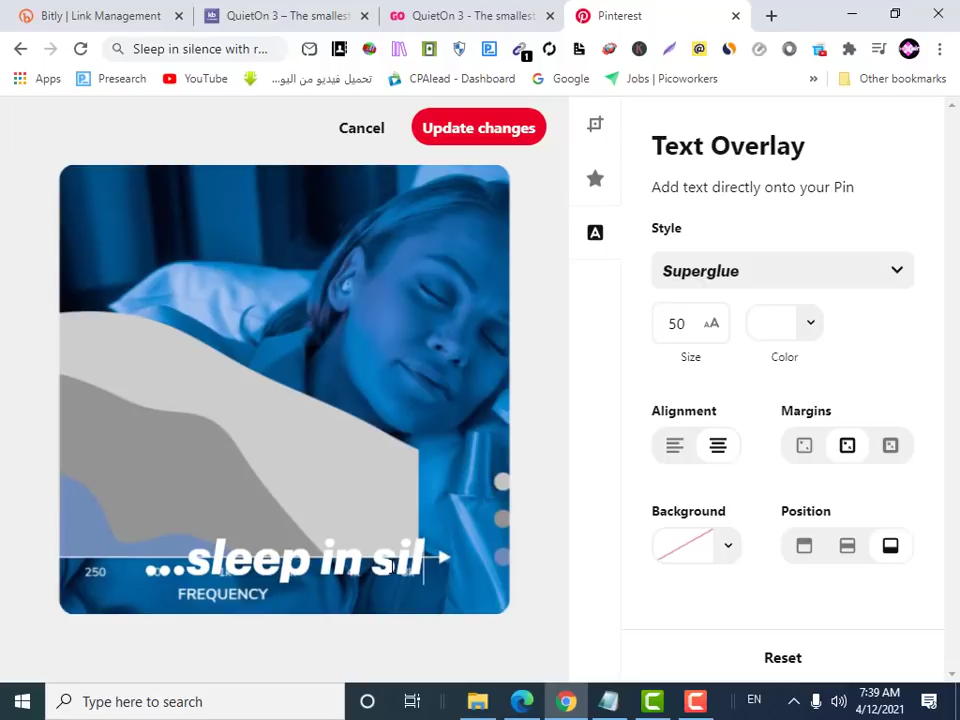 Bitly | Link Management
QuietOn 3 – The smallest
QuietOn 3 - The smallest
Pinterest
Sleep in silence with r...
Apps
Presearch
YouTube
تحميل فيديو من اليو...
CPAlead - Dashboard
Google
Jobs | Picoworkers
»
Other bookmarks
Cancel
Update changes
Text Overlay
Add text directly onto your Pin
Style
Superglue
50
Size
Color
Alignment
Margins
Background
Position
...sleep in sil
250
FREQUENCY
Reset
Type here to search
EN
7:39 AM
4/12/2021